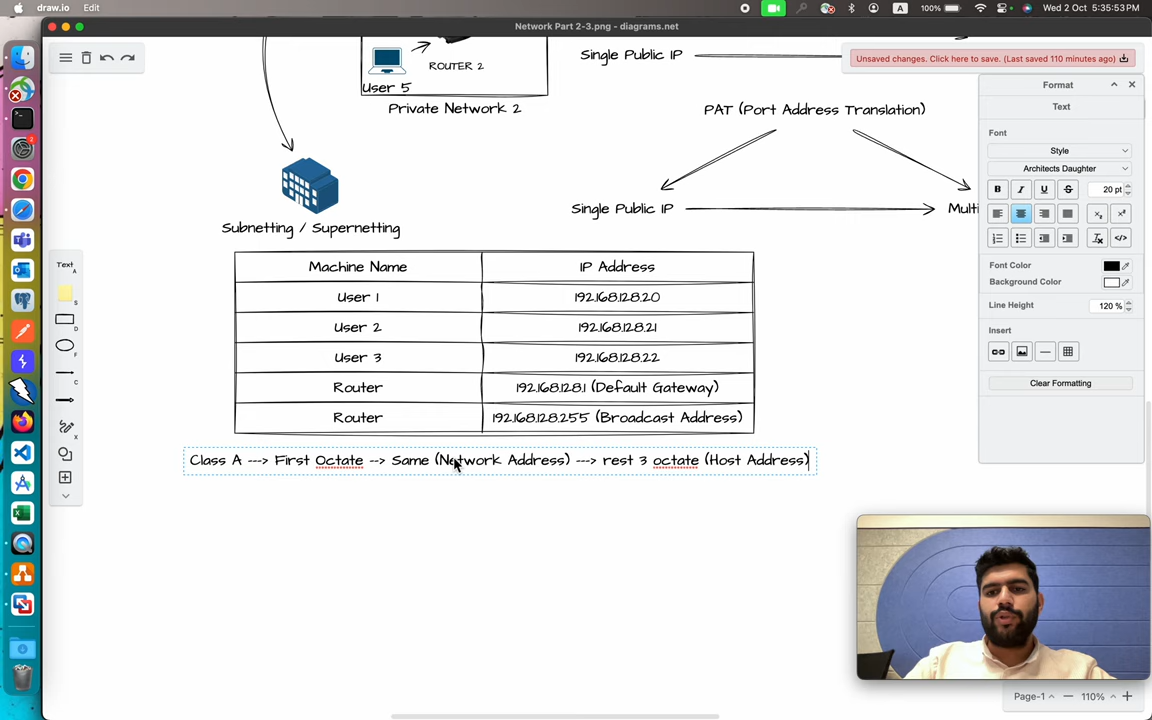 draw.io Edit
100% A Wed 2 Oct 5:35:53 PM
Network Part 2-3.png - diagrams.net
ROUTER 2
User 5
Private Network 2
Single Public IP
Unsaved changes. Click here to save. (Last saved 110 minutes ago)
PAT (Port Address Translation)
Single Public IP
Multi
Subnetting / Supernetting
Machine Name IP Address
User 1 192.168.128.20
User 2 192.168.128.21
User 3 192.168.128.22
Router 192.168.128.1 (Default Gateway)
Router 192.168.128.255 (Broadcast Address)
Class A ---> First Octate --> Same (Network Address) ---> rest 3 octate (Host Address)
Text
Format
Text
Font
Style
Architects Daughter
B I U S 20 pt
Font Color
Background Color
Line Height 120 %
Insert
Clear Formatting
Page-1 110%